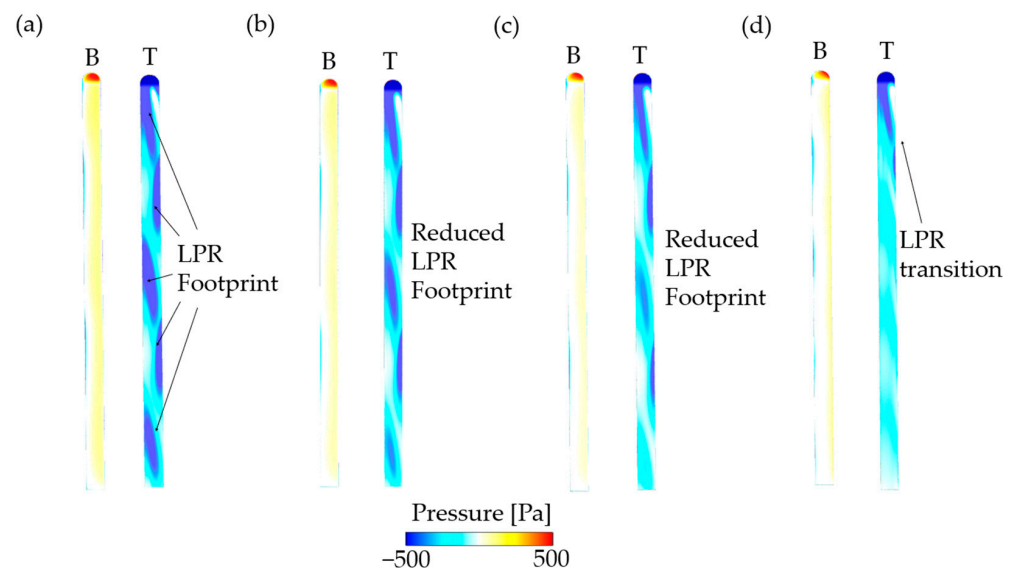 (a)
(b)
(c)
(d)
B
T
B
T
B
T
B
T
LPR
Footprint
Reduced
LPR
Footprint
Reduced
LPR
Footprint
LPR
transition
Pressure [Pa]
−500
500